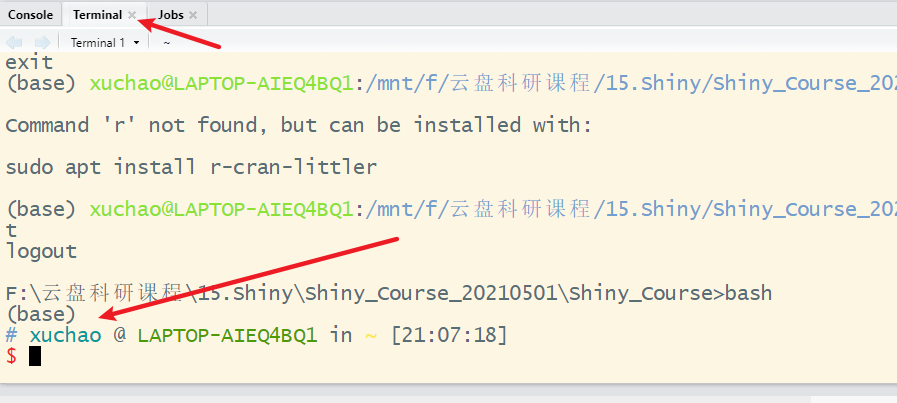 Console Terminal Jobs
Terminal 1 ~
exit
(base) xuchao@LAPTOP-AIEQ4BQ1:/mnt/f/云盘科研课程/15.Shiny/Shiny_Course_202
Command 'r' not found, but can be installed with:
sudo apt install r-cran-littler
(base) xuchao@LAPTOP-AIEQ4BQ1:/mnt/f/云盘科研课程/15.Shiny/Shiny_Course_202
t
logout
F:\云盘科研课程\15.Shiny\Shiny_Course_20210501\Shiny_Course>bash
(base)
# xuchao @ LAPTOP-AIEQ4BQ1 in ~ [21:07:18]
$